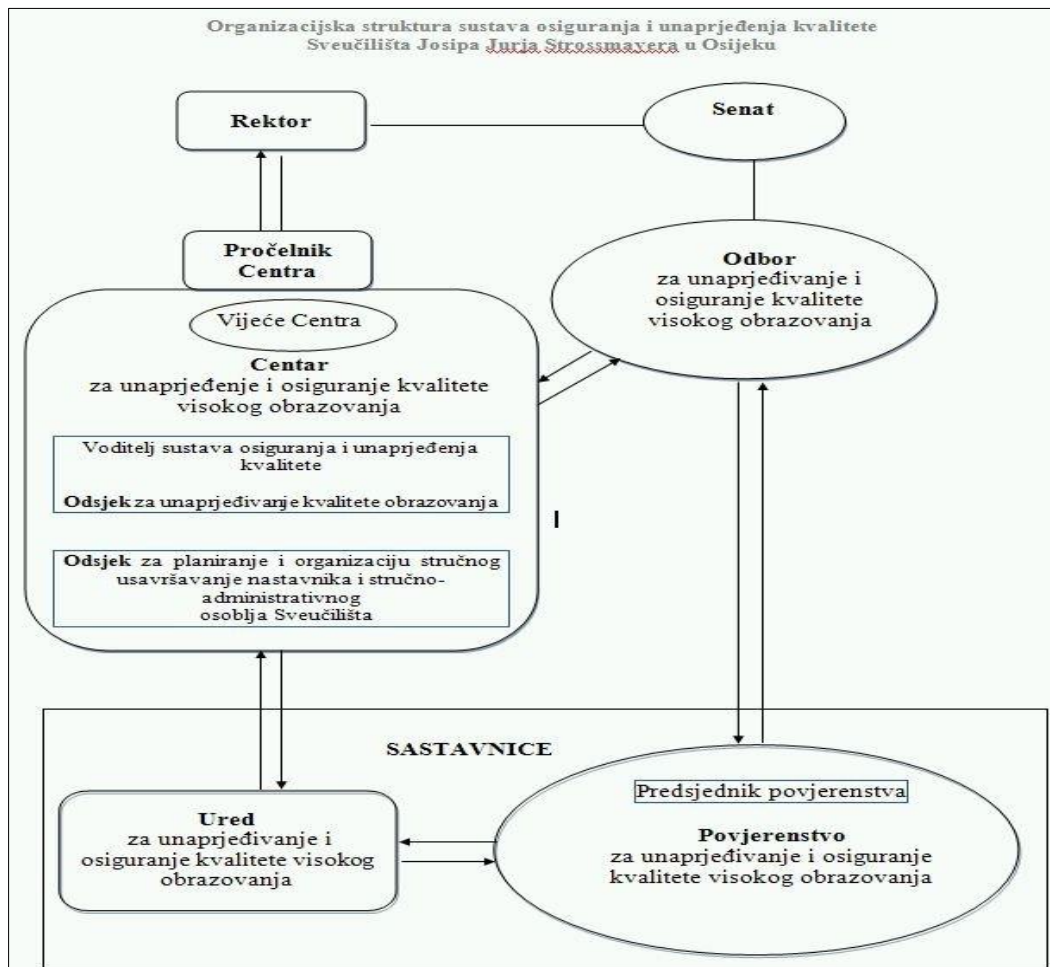 Organizacijska struktura sustava osiguranja i unaprjeđenja kvalitete
Sveučilišta Josipa Jurja Strossmayera u Osijeku
Rektor
Senat
Pročelnik
Centra
Odbor
za unaprjeđivanje i
osiguranje kvalitete
visokog obrazovanja
Vijeće Centra
Centar
za unaprjeđenje i osiguranje kvalitete
visokog obrazovanja
Voditelj sustava osiguranja i unaprjeđenja
kvalitete
Odsjek za unaprjeđivanje kvalitete obrazovanja
Odsjek za planiranje i organizaciju stručnog
usavršavanje nastavnika i stručno-
administrativnog
osoblja Sveučilišta
SASTAVNICE
Ured
za unaprjeđivanje i
osiguranje kvalitete visokog
obrazovanja
Predsjednik povjerenstva
Povjerenstvo
za unaprjeđivanje i osiguranje
kvalitete visokog obrazovanja